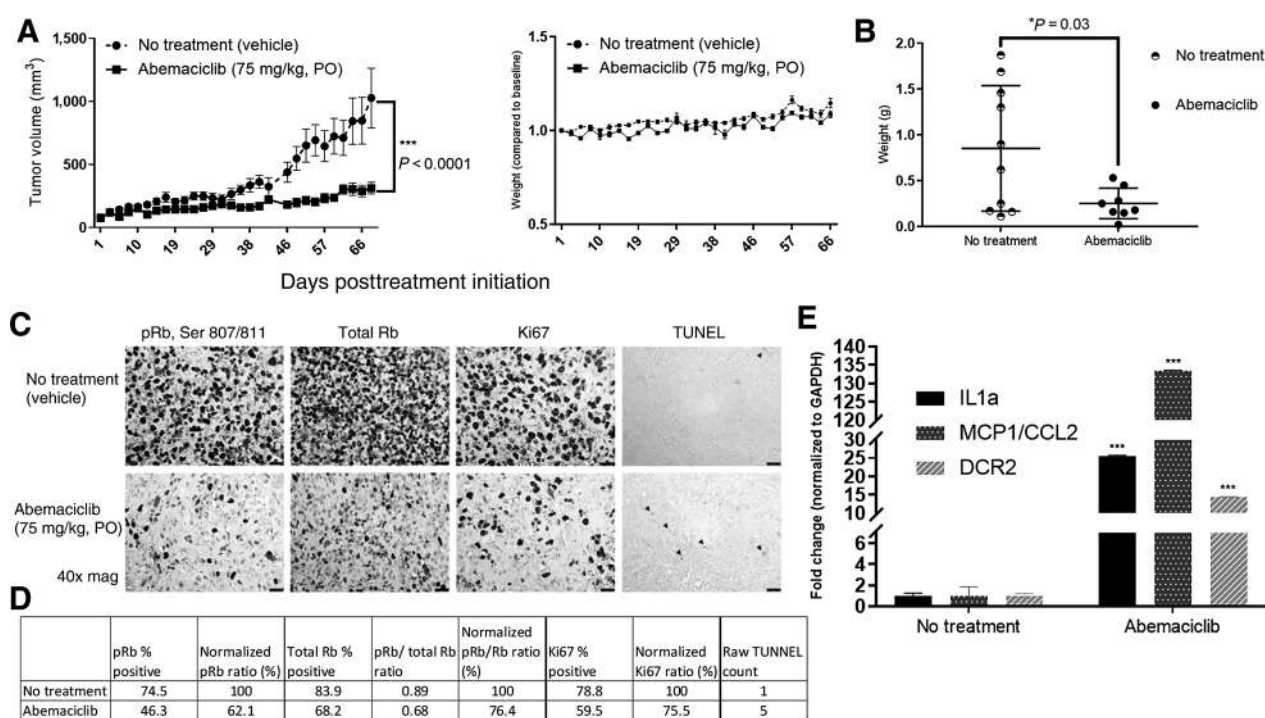 A
1,500
1,000
500
0
Tumor volume (mm³)
No treatment (vehicle)
Abemaciclib (75 mg/kg, PO)
***
P < 0.0001
1
10
19
29
38
46
57
66
1.5
1.0
0.5
Weight (compared to baseline)
No treatment (vehicle)
Abemaciclib (75 mg/kg, PO)
1
10
19
29
38
46
57
66
Days posttreatment initiation
B
*P = 0.03
2.0
1.5
1.0
0.5
0.0
Weight (g)
No treatment
Abemaciclib
No treatment
Abemaciclib
C
pRb, Ser 807/811
Total Rb
Ki67
TUNEL
No treatment
(vehicle)
Abemaciclib
(75 mg/kg, PO)
40x mag
D
pRb % positive
Normalized pRb ratio (%)
Total Rb % positive
pRb/ total Rb ratio
Normalized pRb/Rb ratio (%)
Ki67 % positive
Normalized Ki67 ratio (%)
Raw TUNNEL count
No treatment 74.5 100 83.9 0.89 100 78.8 100 1
Abemaciclib 46.3 62.1 68.2 0.68 76.4 59.5 75.5 5
E
Fold change (normalized to GAPDH)
140
135
130
125
120
30
25
20
15
10
6
4
2
0
IL1a
MCP1/CCL2
DCR2
***
***
***
No treatment
Abemaciclib